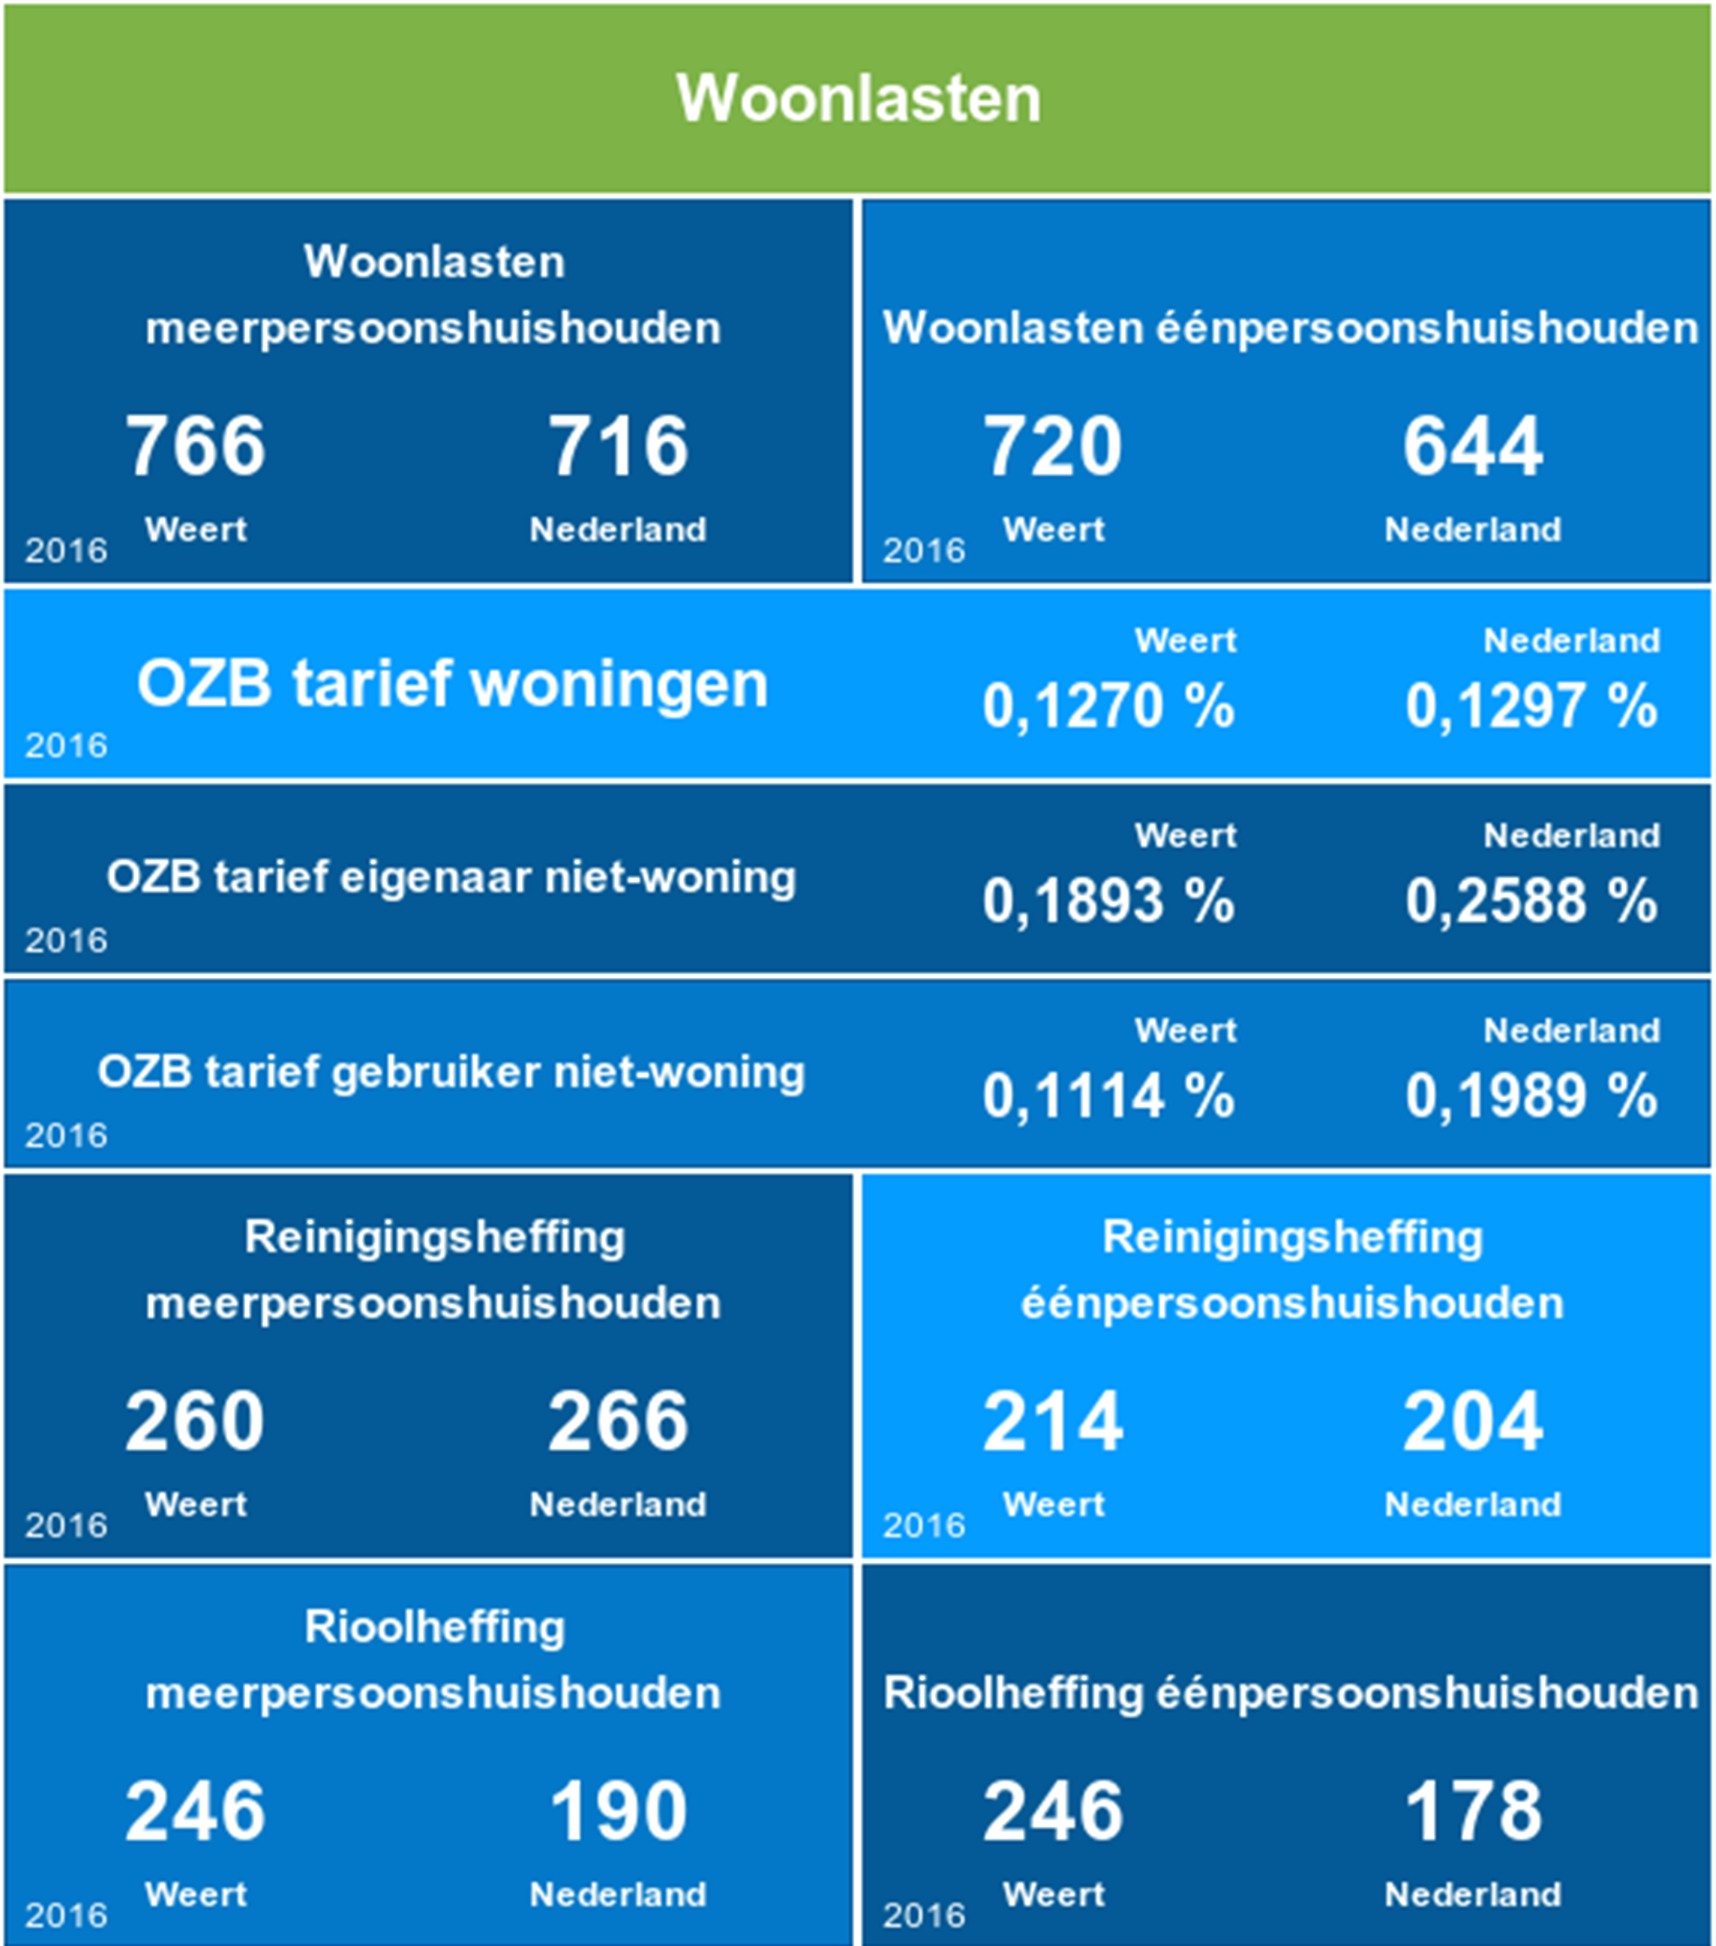 Woonlasten
Woonlasten
meerpersoonshuishouden
766 716
Weert Nederland
2016
Woonlasten éénpersoonshuishouden
720 644
Weert Nederland
2016
OZB tarief woningen
2016
Weert Nederland
0,1270 % 0,1297 %
OZB tarief eigenaar niet-woning
2016
Weert Nederland
0,1893 % 0,2588 %
OZB tarief gebruiker niet-woning
2016
Weert Nederland
0,1114 % 0,1989 %
Reinigingsheffing
meerpersoonshuishouden
260 266
Weert Nederland
2016
Reinigingsheffing
éénpersoonshuishouden
214 204
Weert Nederland
2016
Rioolheffing
meerpersoonshuishouden
246 190
Weert Nederland
2016
Rioolheffing éénpersoonshuishouden
246 178
Weert Nederland
2016